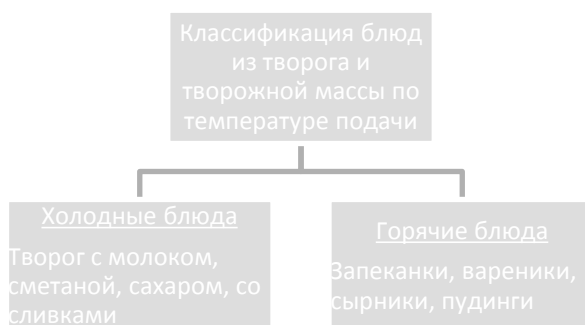 Классификация блюд
из творога и
творожной массы по
температуре подачи
Холодные блюда
Творог с молоком,
сметаной, сахаром, со
сливками
Горячие блюда
Запеканки, вареники,
сырники, пудинги